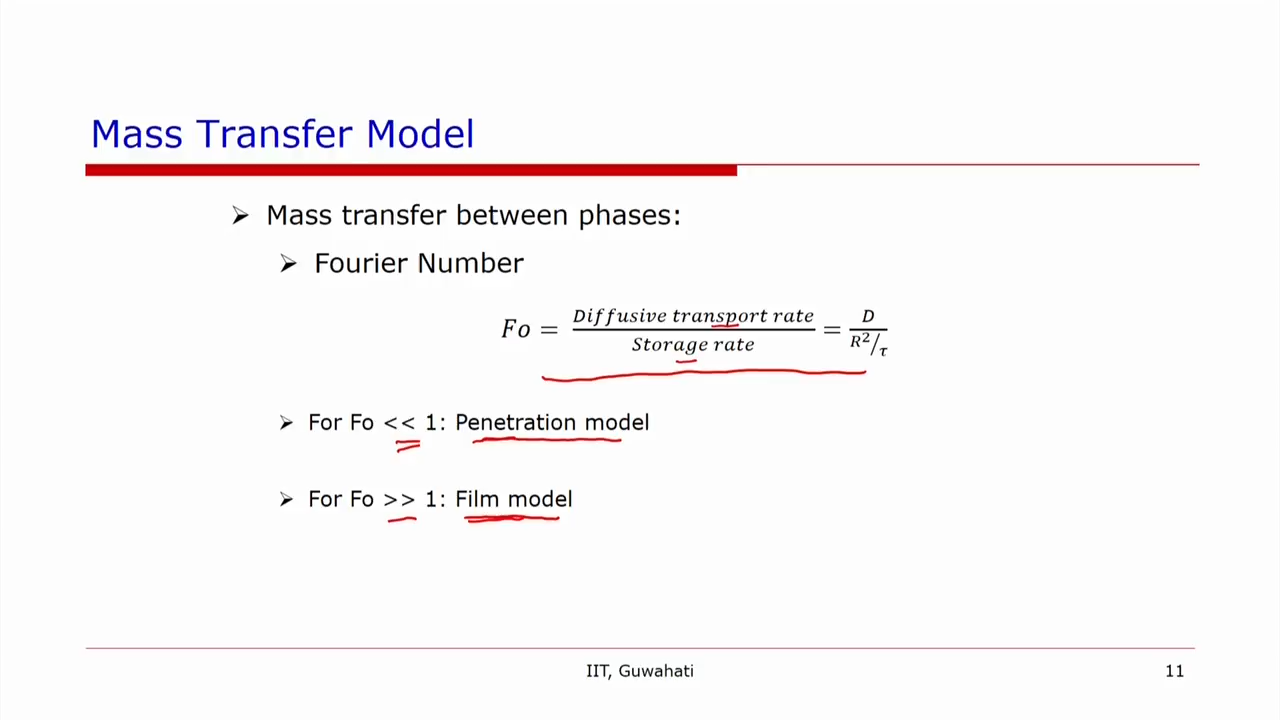 Mass Transfer Model
➢ Mass transfer between phases:
➢ Fourier Number
Fo = Diffusive transport rate / Storage rate = D / R²/τ
➢ For Fo << 1: Penetration model
➢ For Fo >> 1: Film model
IIT, Guwahati
11